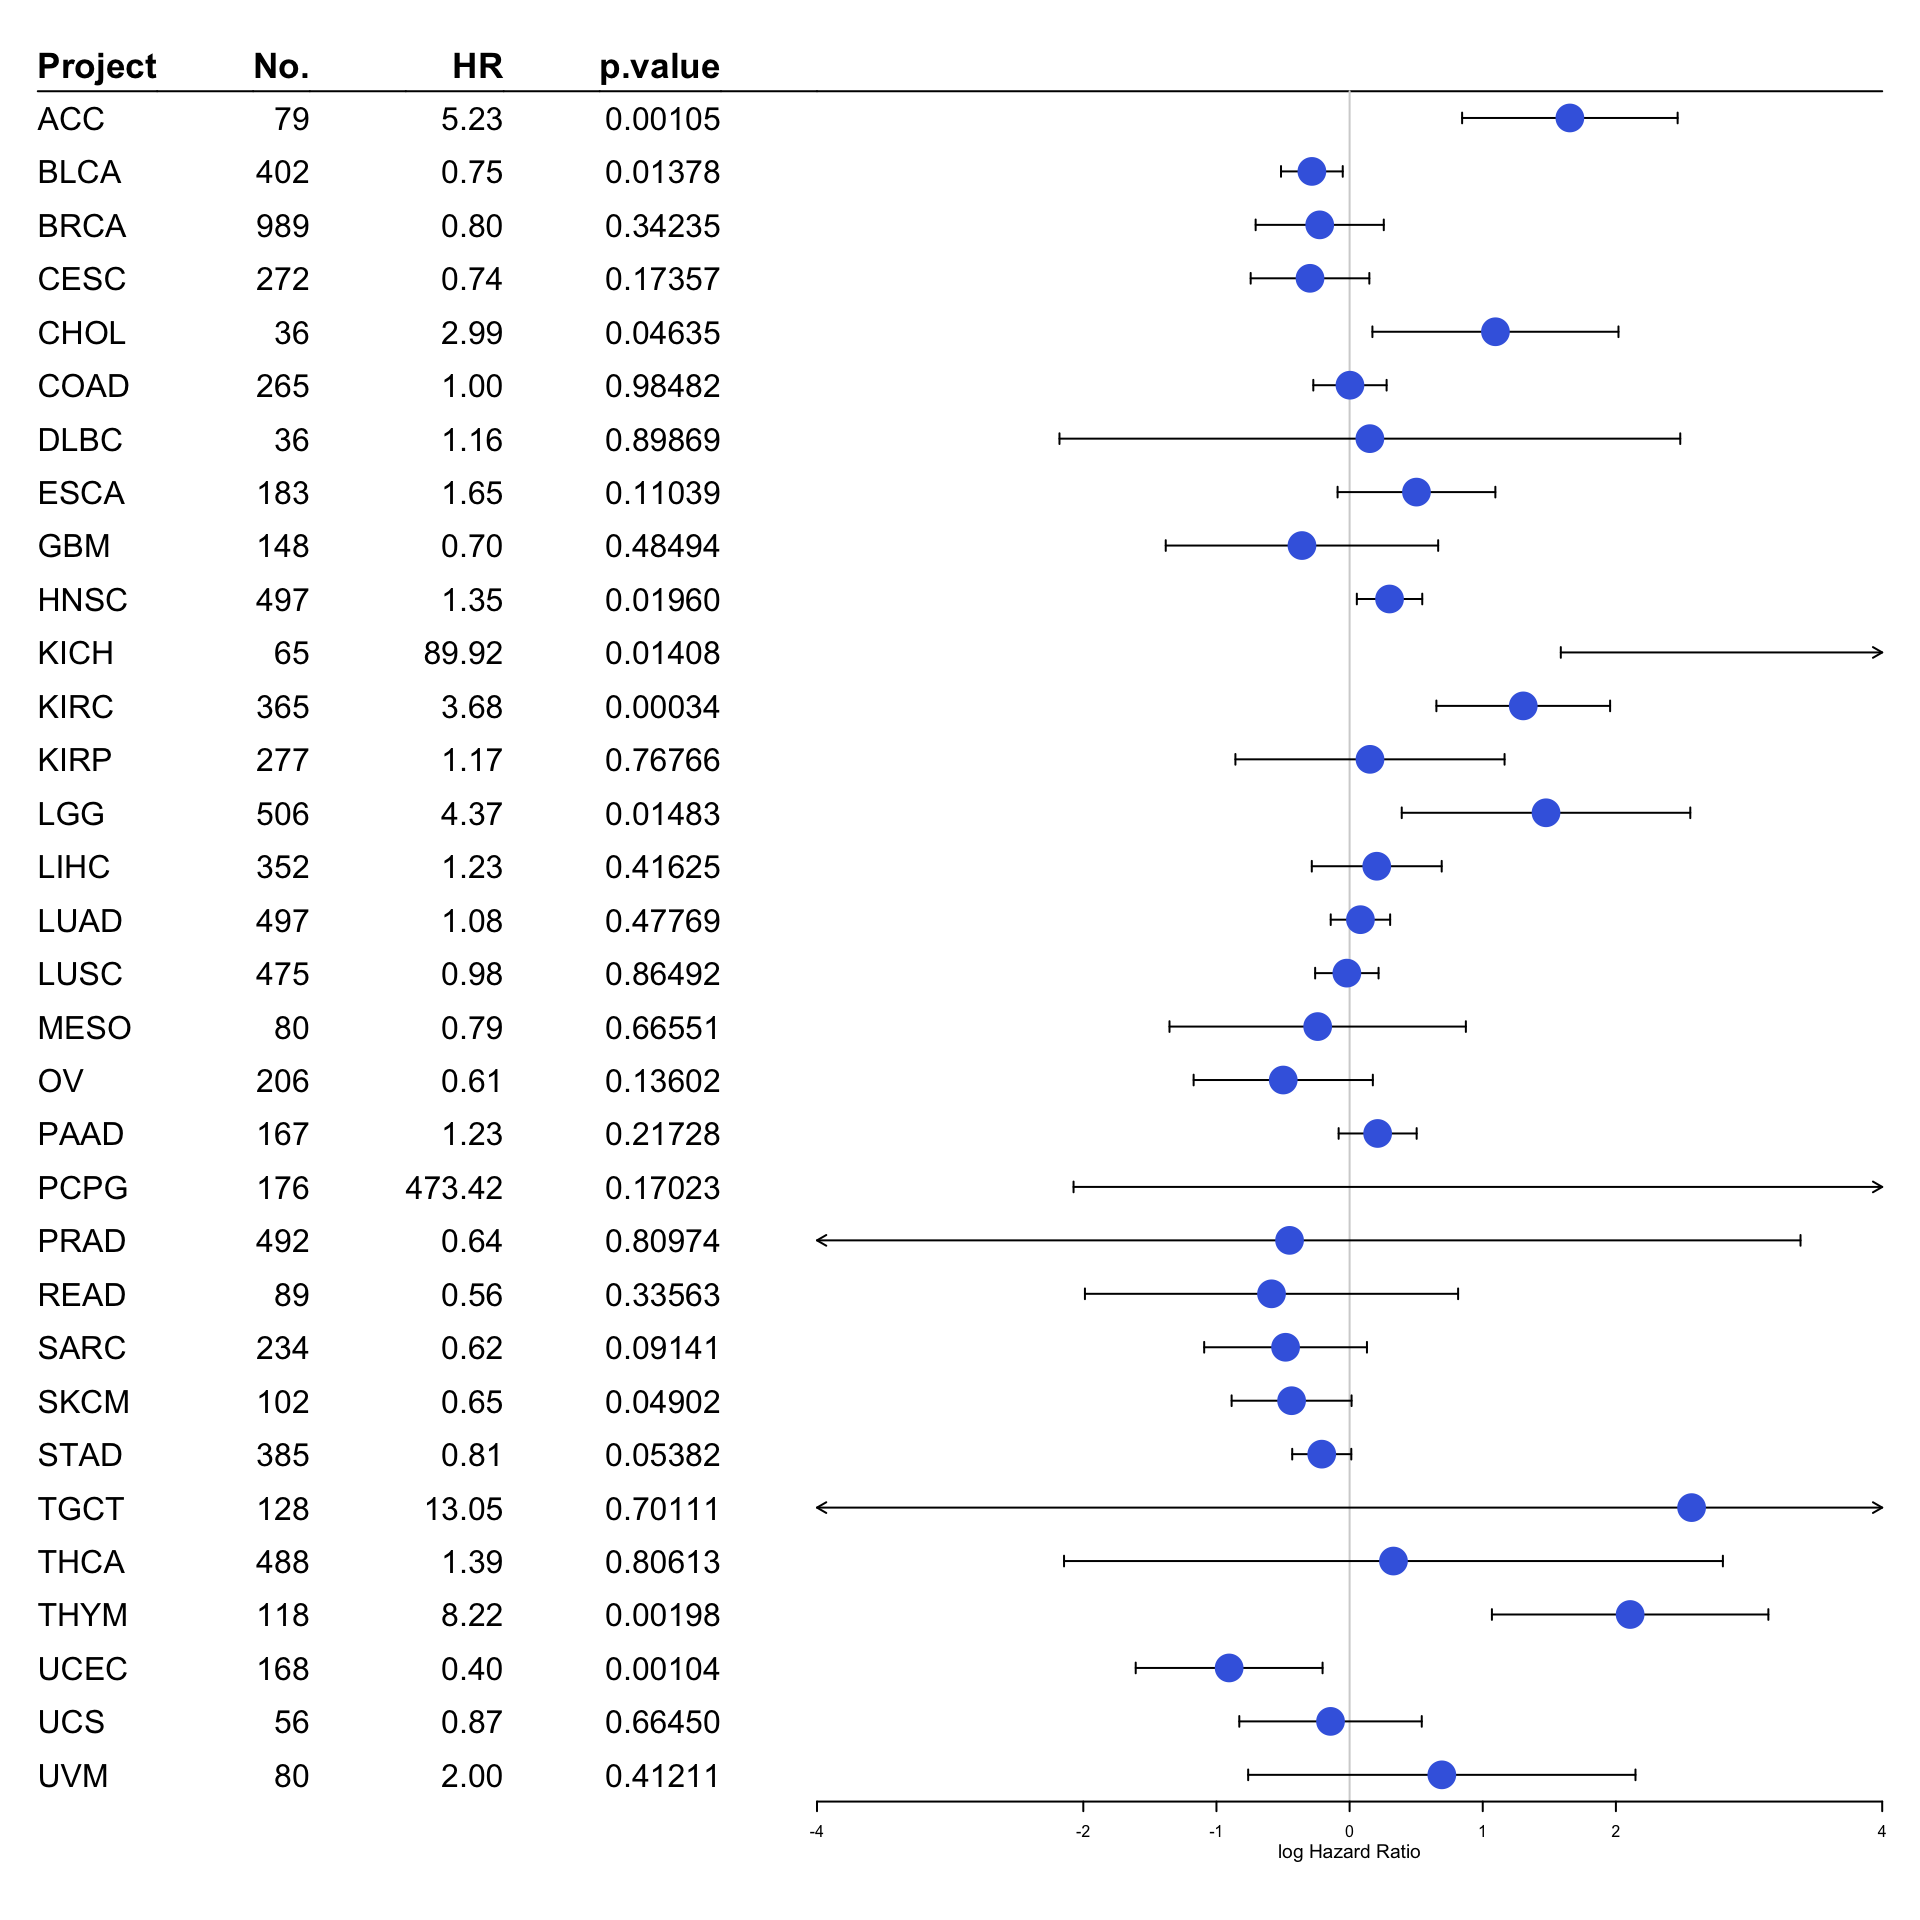 Project No. HR p.value
ACC 79 5.23 0.00105
BLCA 402 0.75 0.01378
BRCA 989 0.80 0.34235
CESC 272 0.74 0.17357
CHOL 36 2.99 0.04635
COAD 265 1.00 0.98482
DLBC 36 1.16 0.89869
ESCA 183 1.65 0.11039
GBM 148 0.70 0.48494
HNSC 497 1.35 0.01960
KICH 65 89.92 0.01408
KIRC 365 3.68 0.00034
KIRP 277 1.17 0.76766
LGG 506 4.37 0.01483
LIHC 352 1.23 0.41625
LUAD 497 1.08 0.47769
LUSC 475 0.98 0.86492
MESO 80 0.79 0.66551
OV 206 0.61 0.13602
PAAD 167 1.23 0.21728
PCPG 176 473.42 0.17023
PRAD 492 0.64 0.80974
READ 89 0.56 0.33563
SARC 234 0.62 0.09141
SKCM 102 0.65 0.04902
STAD 385 0.81 0.05382
TGCT 128 13.05 0.70111
THCA 488 1.39 0.80613
THYM 118 8.22 0.00198
UCEC 168 0.40 0.00104
UCS 56 0.87 0.66450
UVM 80 2.00 0.41211
-4 -2 -1 0 1 2 4
log Hazard Ratio